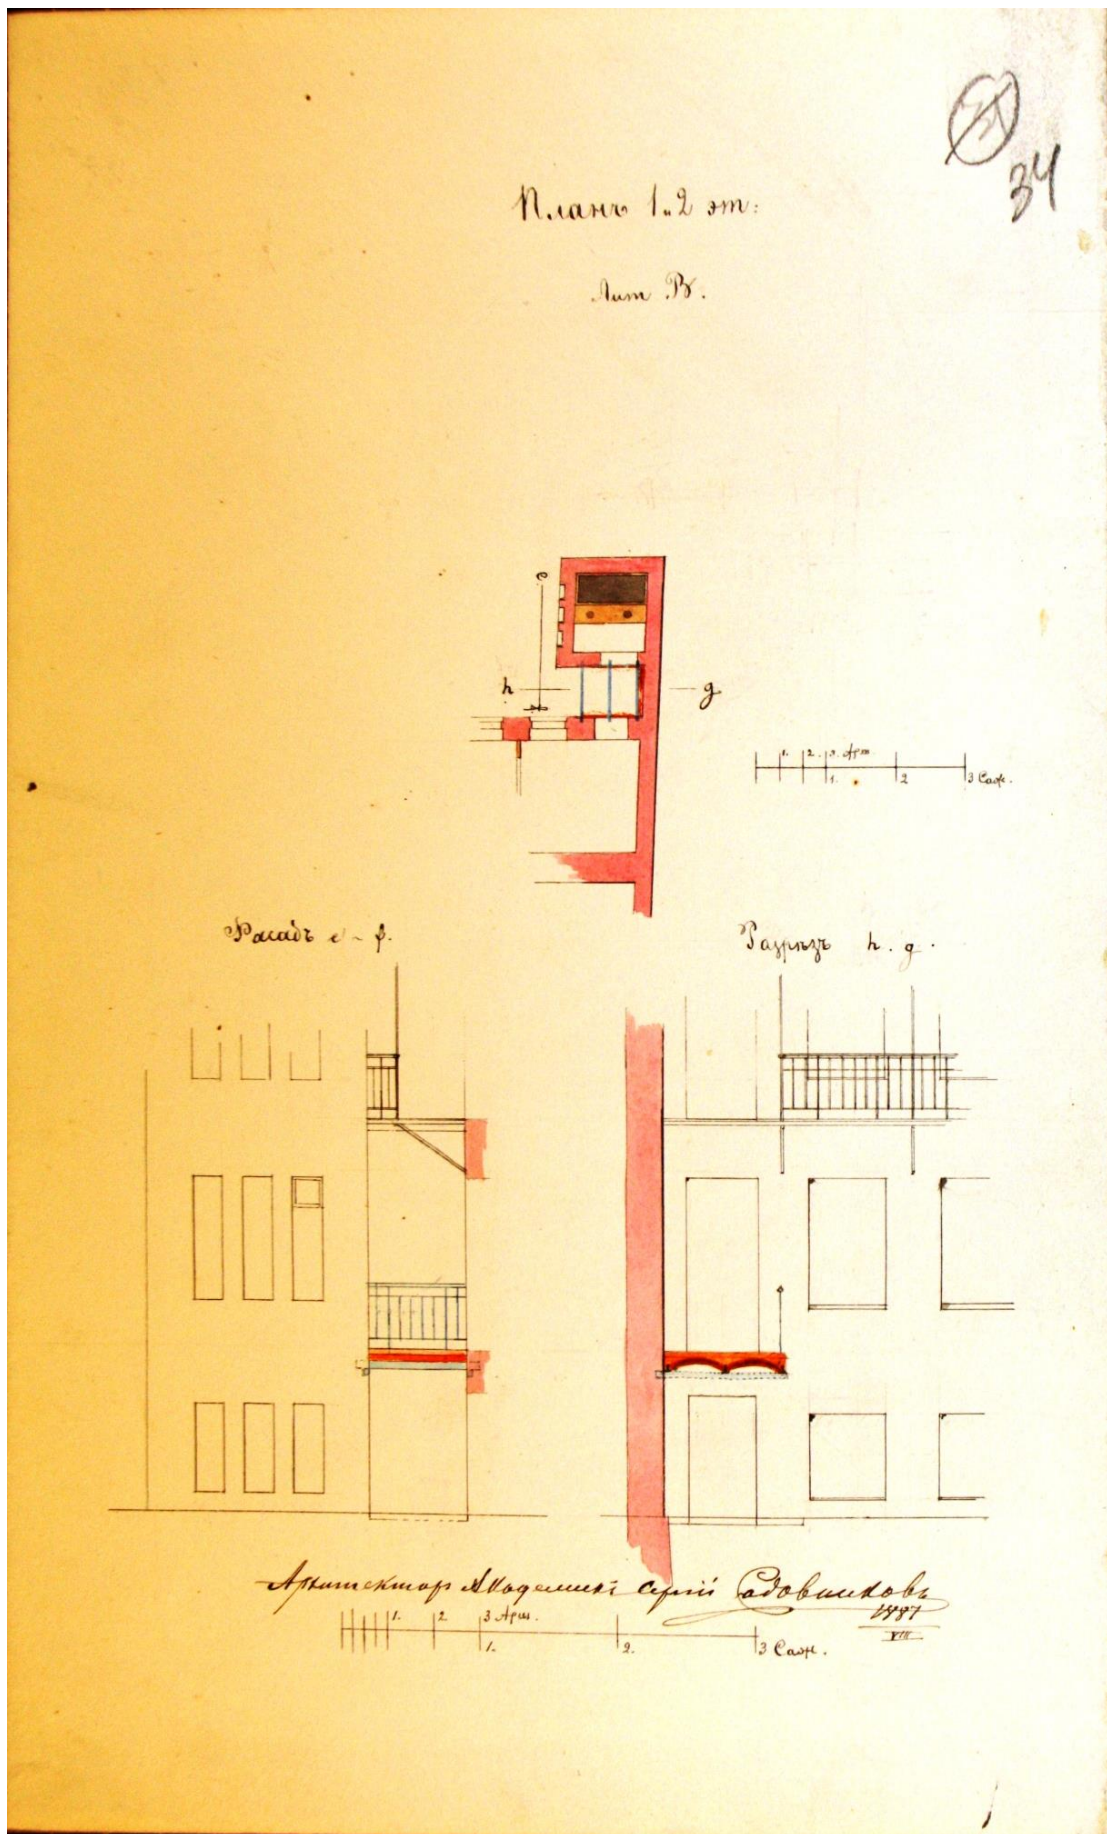 34
Планъ 1 и 2 эт:
Лит В.
e
h
g
1. 2. 3. Арш.
1. 2 3 Саж.
Фасадъ e - f.
Разрѣзъ h. g.
Архитекторъ Академикъ Сергѣй Садовниковъ
1887
VIII
1. 2 3 Арш.
1. 2. 3 Саж.